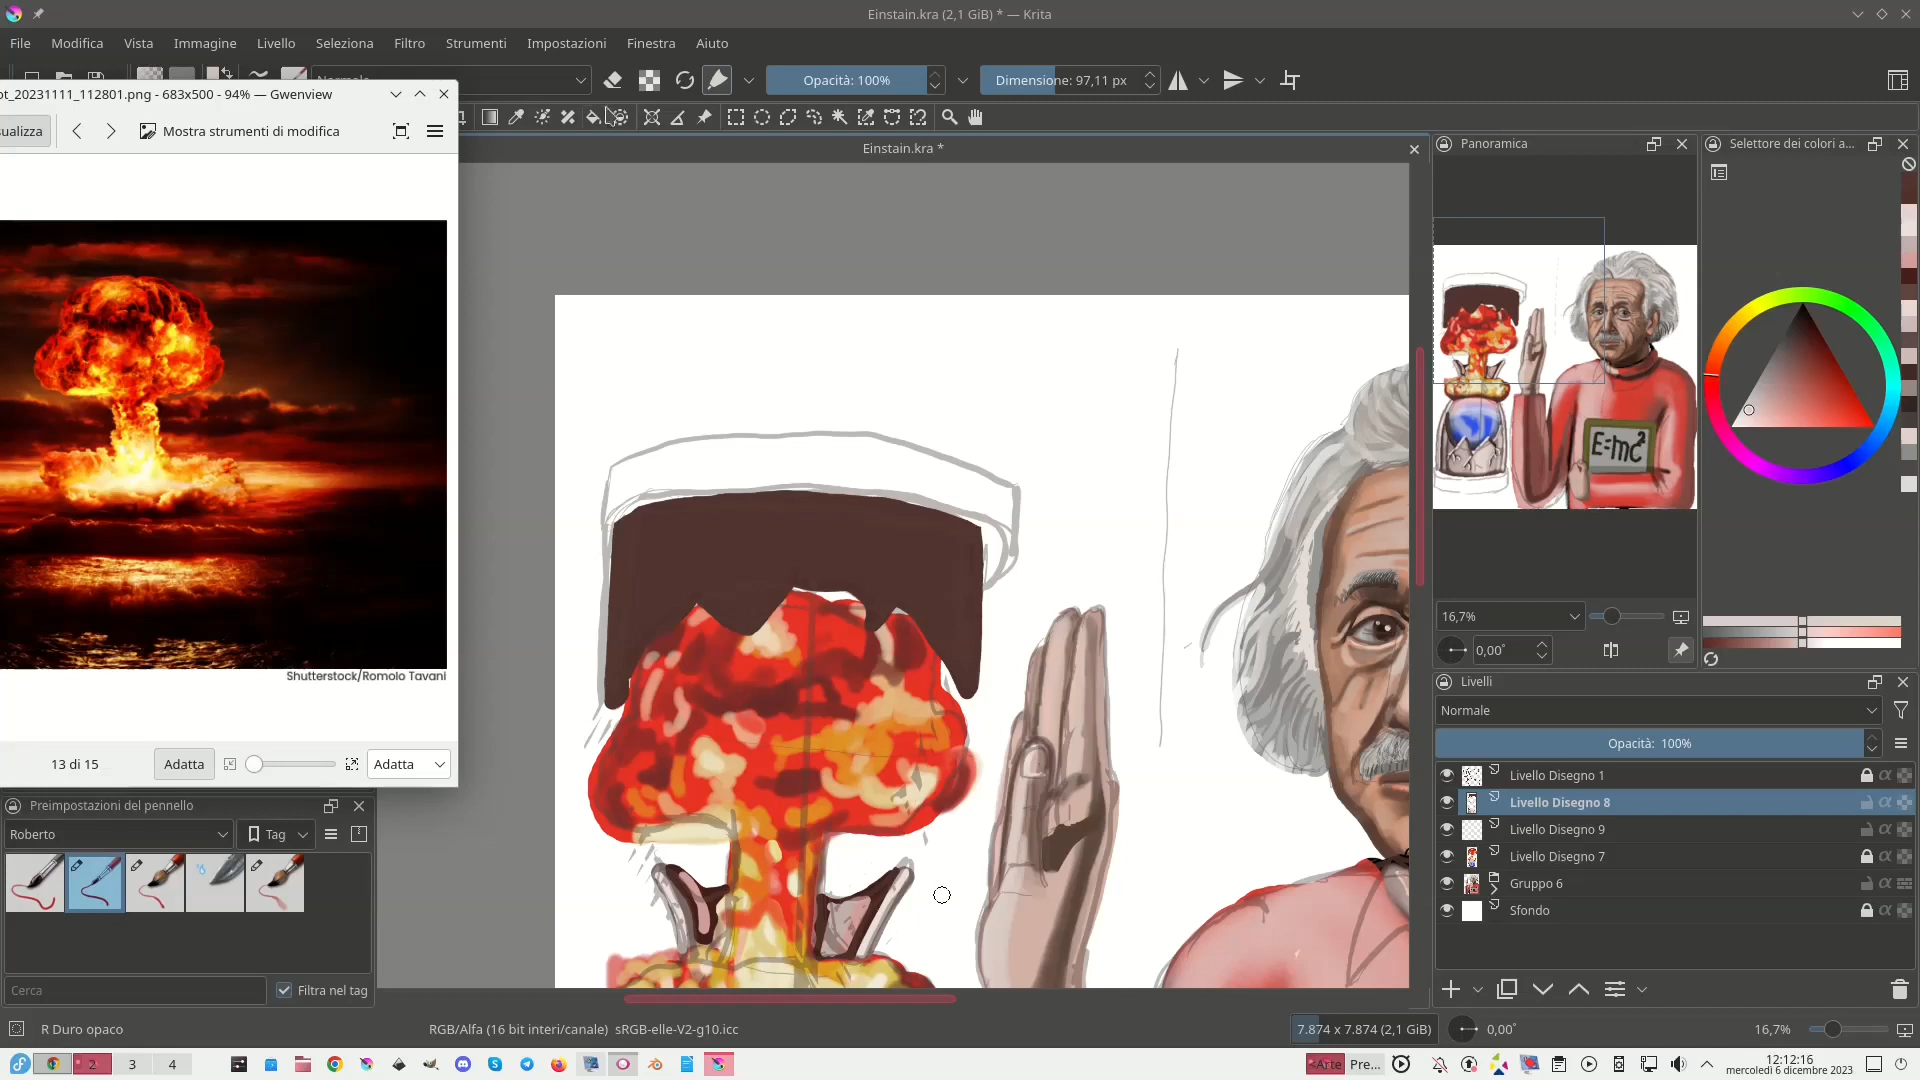 Einstain.kra (2,1 GiB) * — Krita
File Modifica Vista Immagine Livello Seleziona Filtro Strumenti Impostazioni Finestra Aiuto
Opacità: 100%
Dimensione: 97,11 px
ot_20231111_112801.png - 683x500 - 94% — Gwenview
ualizza
Mostra strumenti di modifica
Shutterstock/Romolo Tavani
13 di 15
Adatta
Adatta
Einstain.kra *
Panoramica
E=mc²
16,7%
0,00°
Selettore dei colori a...
Livelli
Normale
Opacità: 100%
Livello Disegno 1
Livello Disegno 8
Livello Disegno 9
Livello Disegno 7
Gruppo 6
Sfondo
Preimpostazioni del pennello
Roberto
Tag
Cerca
Filtra nel tag
R Duro opaco
RGB/Alfa (16 bit interi/canale) sRGB-elle-V2-g10.icc
7.874 x 7.874 (2,1 GiB)
0,00°
16,7%
2 3 4
Arte
Pre...
12:12:16
mercoledì 6 dicembre 2023